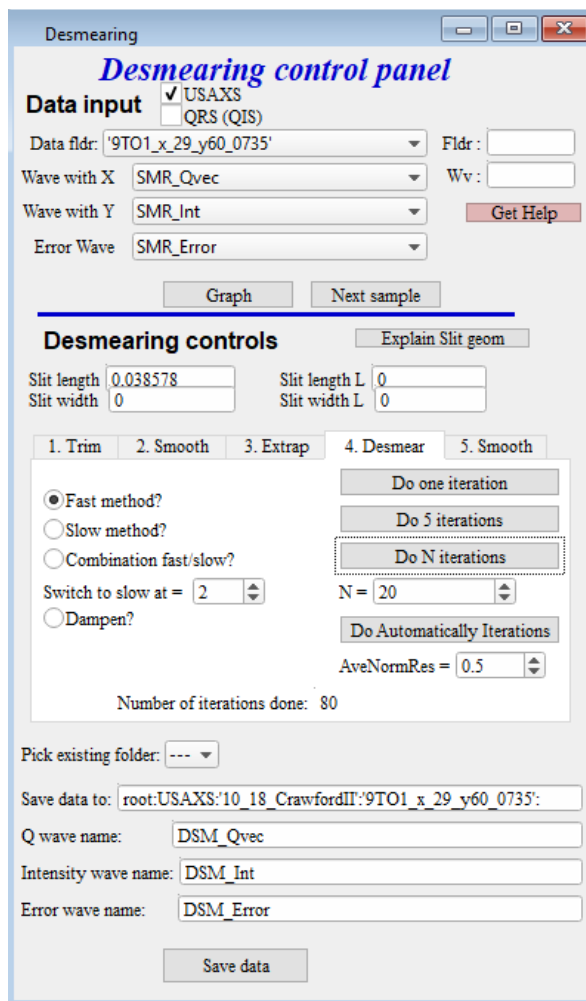 Desmearing
Desmearing control panel
Data input
USAXS
QRS (QIS)
Data fldr: '9TO1_x_29_y60_0735' Fldr :
Wave with X SMR_Qvec Wv :
Wave with Y SMR_Int Get Help
Error Wave SMR_Error
Graph Next sample
Desmearing controls Explain Slit geom
Slit length 0.038578 Slit length L 0
Slit width 0 Slit width L 0
1. Trim 2. Smooth 3. Extrap 4. Desmear 5. Smooth
Do one iteration
Fast method?
Do 5 iterations
Slow method?
Combination fast/slow? Do N iterations
Switch to slow at = 2 N = 20
Dampen?
Do Automatically Iterations
AveNormRes = 0.5
Number of iterations done: 80
Pick existing folder: ---
Save data to: root:USAXS:'10_18_CrawfordII':'9TO1_x_29_y60_0735':
Q wave name: DSM_Qvec
Intensity wave name: DSM_Int
Error wave name: DSM_Error
Save data